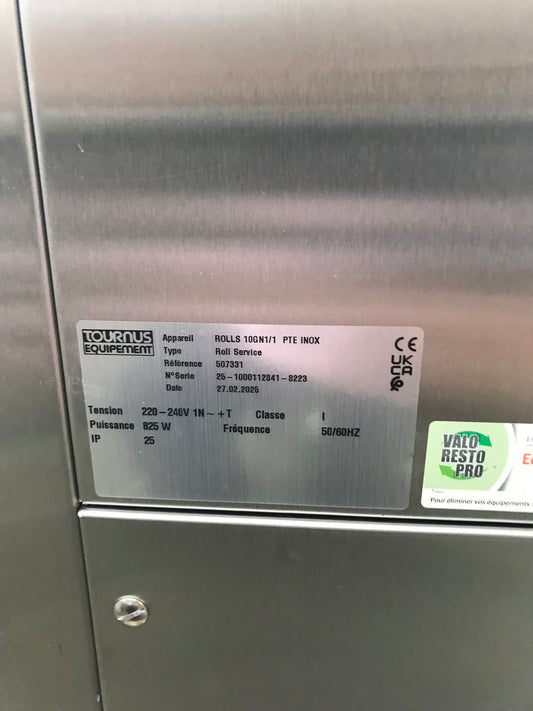 TOURNUS
EQUIPEMENT
Appareil ROLLS 10GN1/1 PTE INOX
Type Roll Service
Référence 507331
N°Serie 25-1000112841-8223
Date 27.02.2025
Tension 220-240V 1N~+T Classe I
Puissance 825 W Fréquence 50/60HZ
IP 25
CE
UK
CA
VALO
RESTO
PRO
Pour éliminer vos équipements